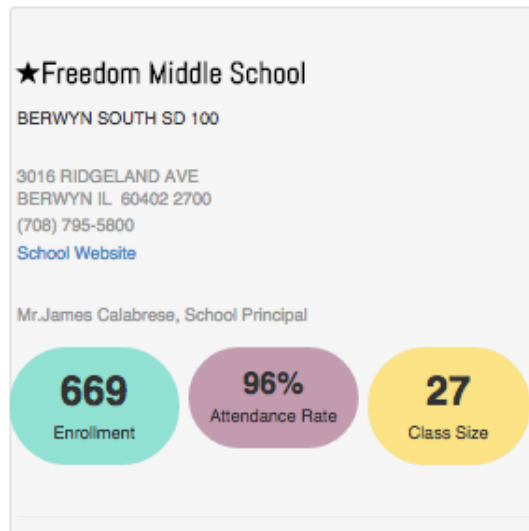 ★Freedom Middle School
BERWYN SOUTH SD 100
3016 RIDGELAND AVE
BERWYN IL  60402 2700
(708) 795-5800
School Website
Mr.James Calabrese, School Principal
669
Enrollment
96%
Attendance Rate
27
Class Size